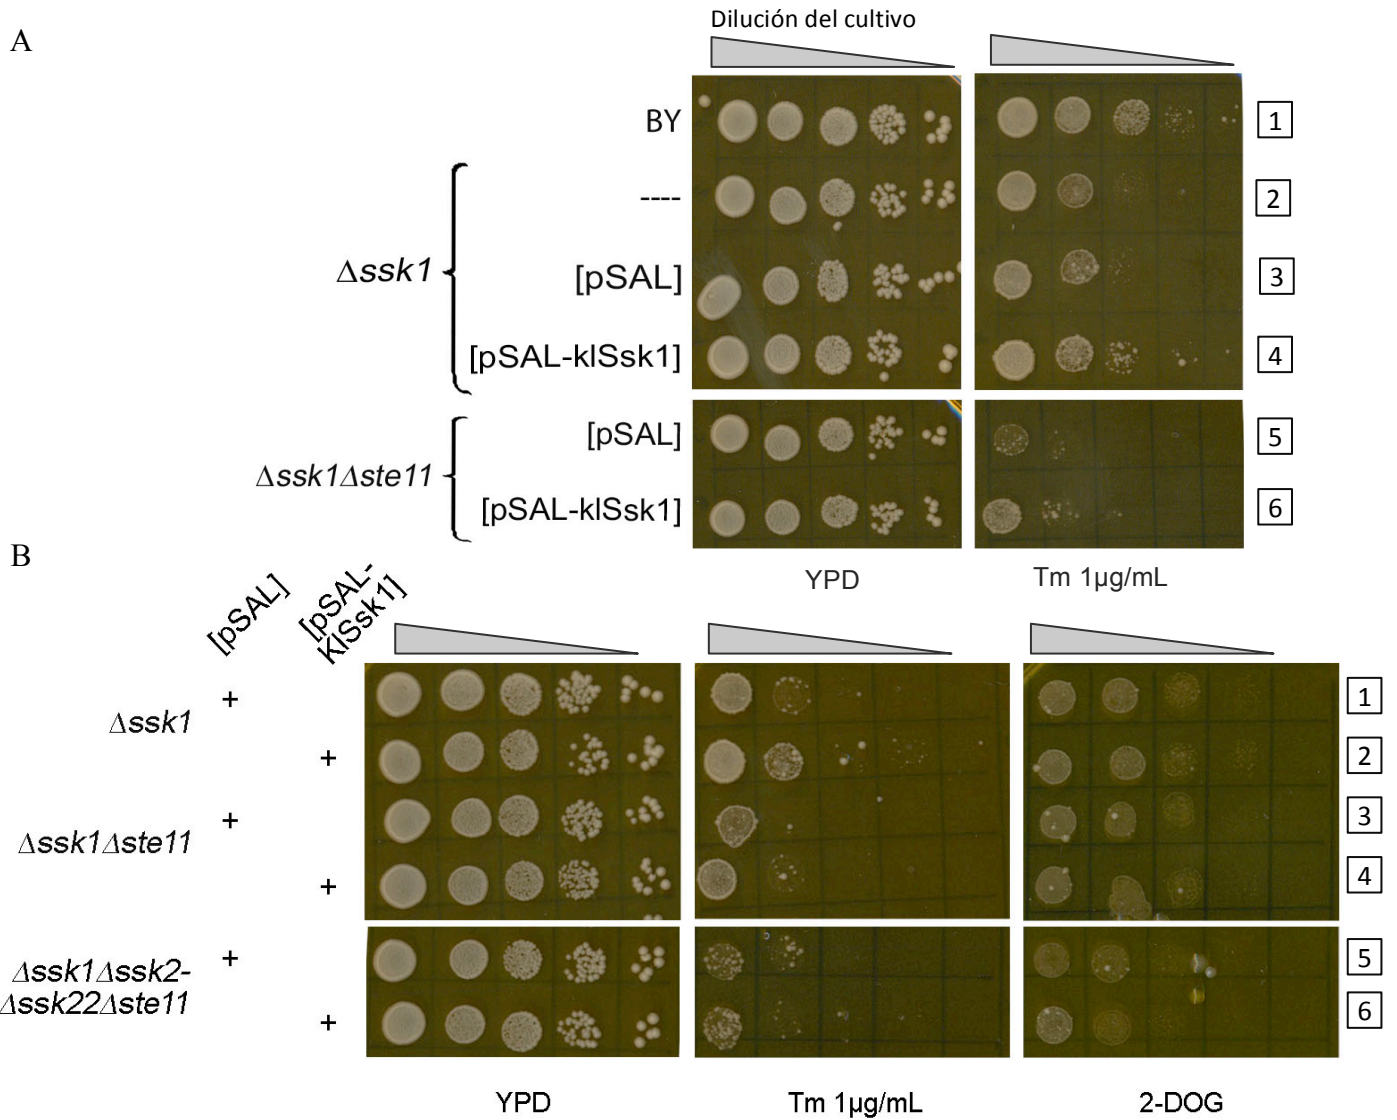 A
Dilución del cultivo
BY
1
----
2
Δssk1
[pSAL]
3
[pSAL-klSsk1]
4
[pSAL]
5
Δssk1Δste11
[pSAL-klSsk1]
6
YPD
Tm 1µg/mL
B
[pSAL]
[pSAL-
KlSsk1]
+
1
Δssk1
+
2
+
3
Δssk1Δste11
+
4
+
5
Δssk1Δssk2-
Δssk22Δste11
+
6
YPD
Tm 1µg/mL
2-DOG